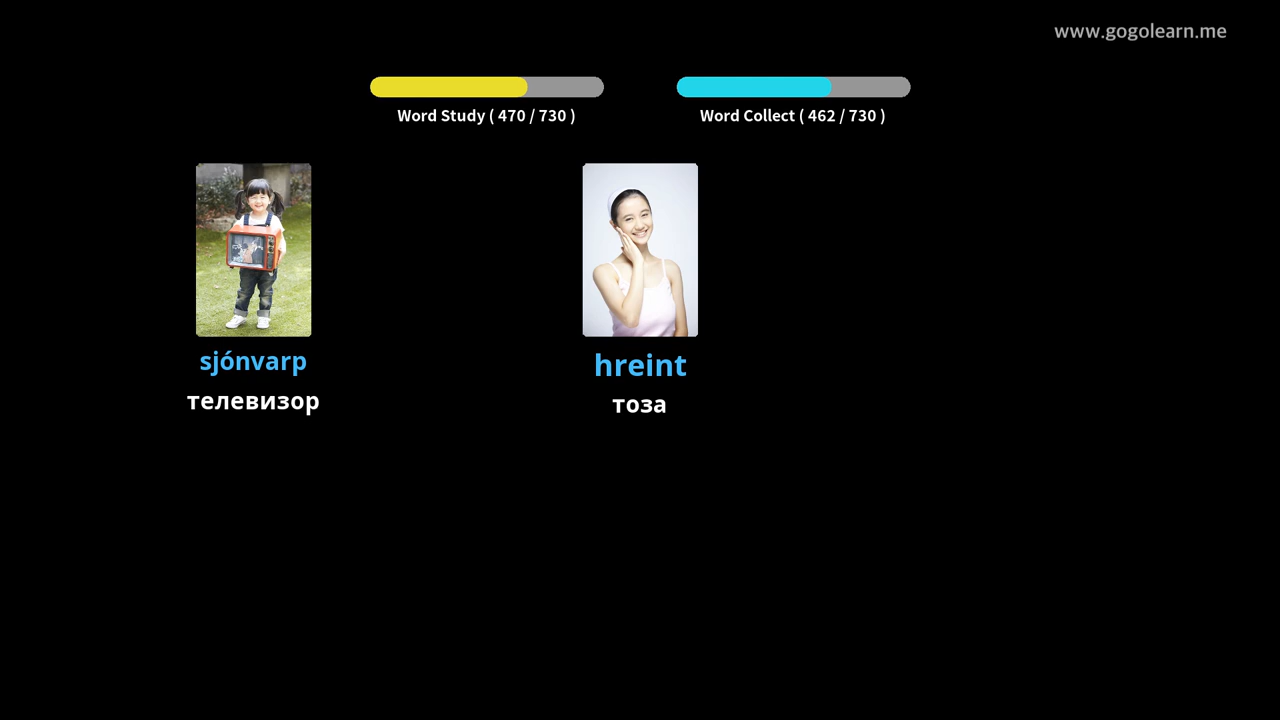 www.gogolearn.me
Word Study ( 470 / 730 )
Word Collect ( 462 / 730 )
sjónvarp
телевизор
hreint
тоза